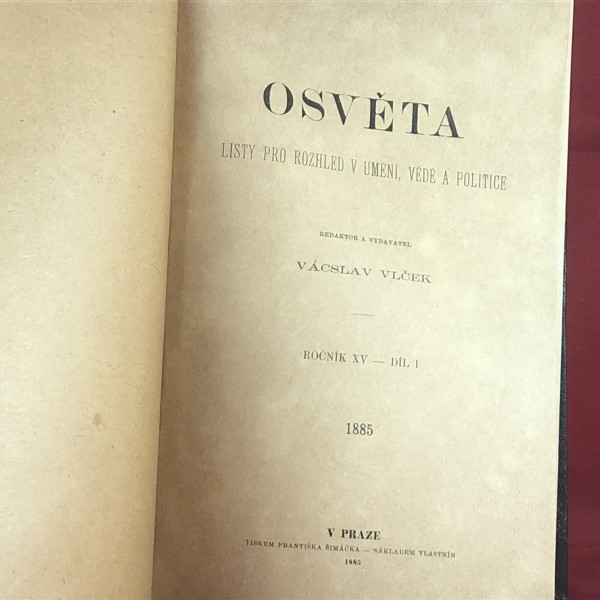 OSVĚTA
LISTY PRO ROZHLED V UMĚNÍ, VĚDĚ A POLITICE
REDAKTOR A VYDAVATEL
VÁCSLAV VLČEK
ROČNÍK XV — DÍL I
1885
V PRAZE
TISKEM FRANTIŠKA ŠIMÁČKA — NÁKLADEM VLASTNÍM
1885